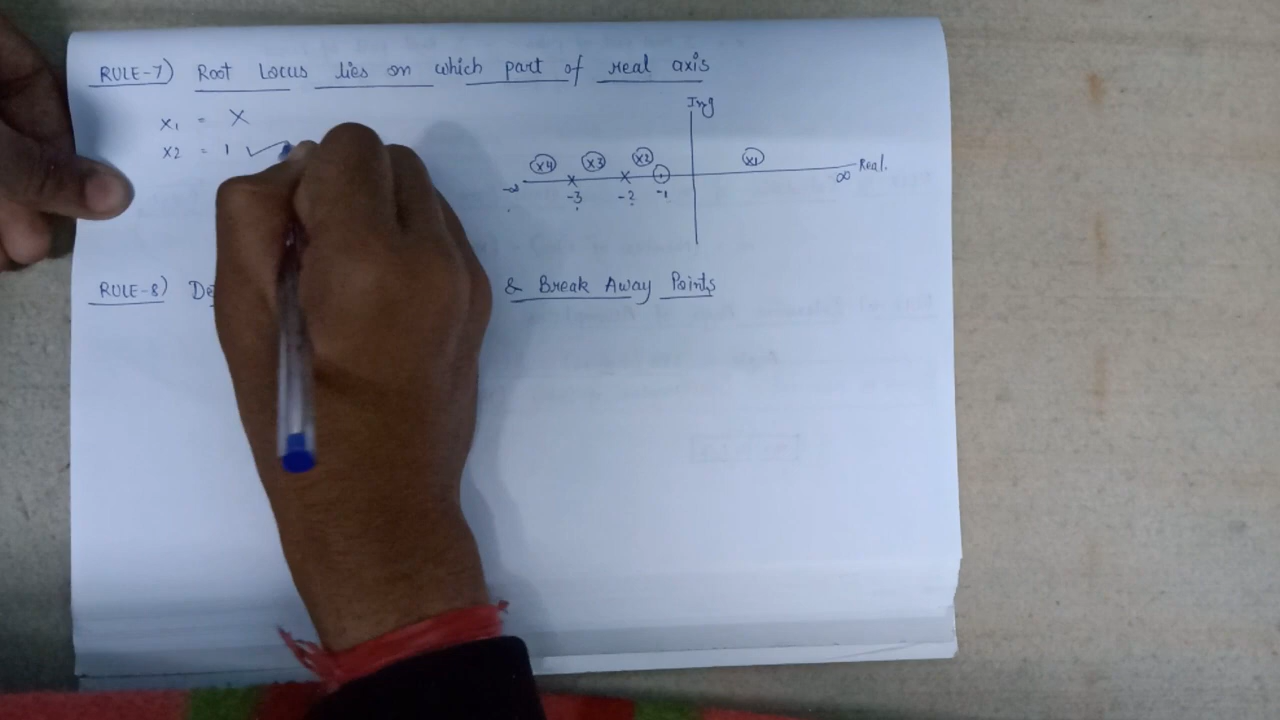 RULE-7) Root Locus lies on which part of real axis
x1 = X
x2 = 1 ✓
Img
x4 x3 x2 x1
-∞ ∞ Real.
-3 -2 -1
RULE-8) & Break Away Points